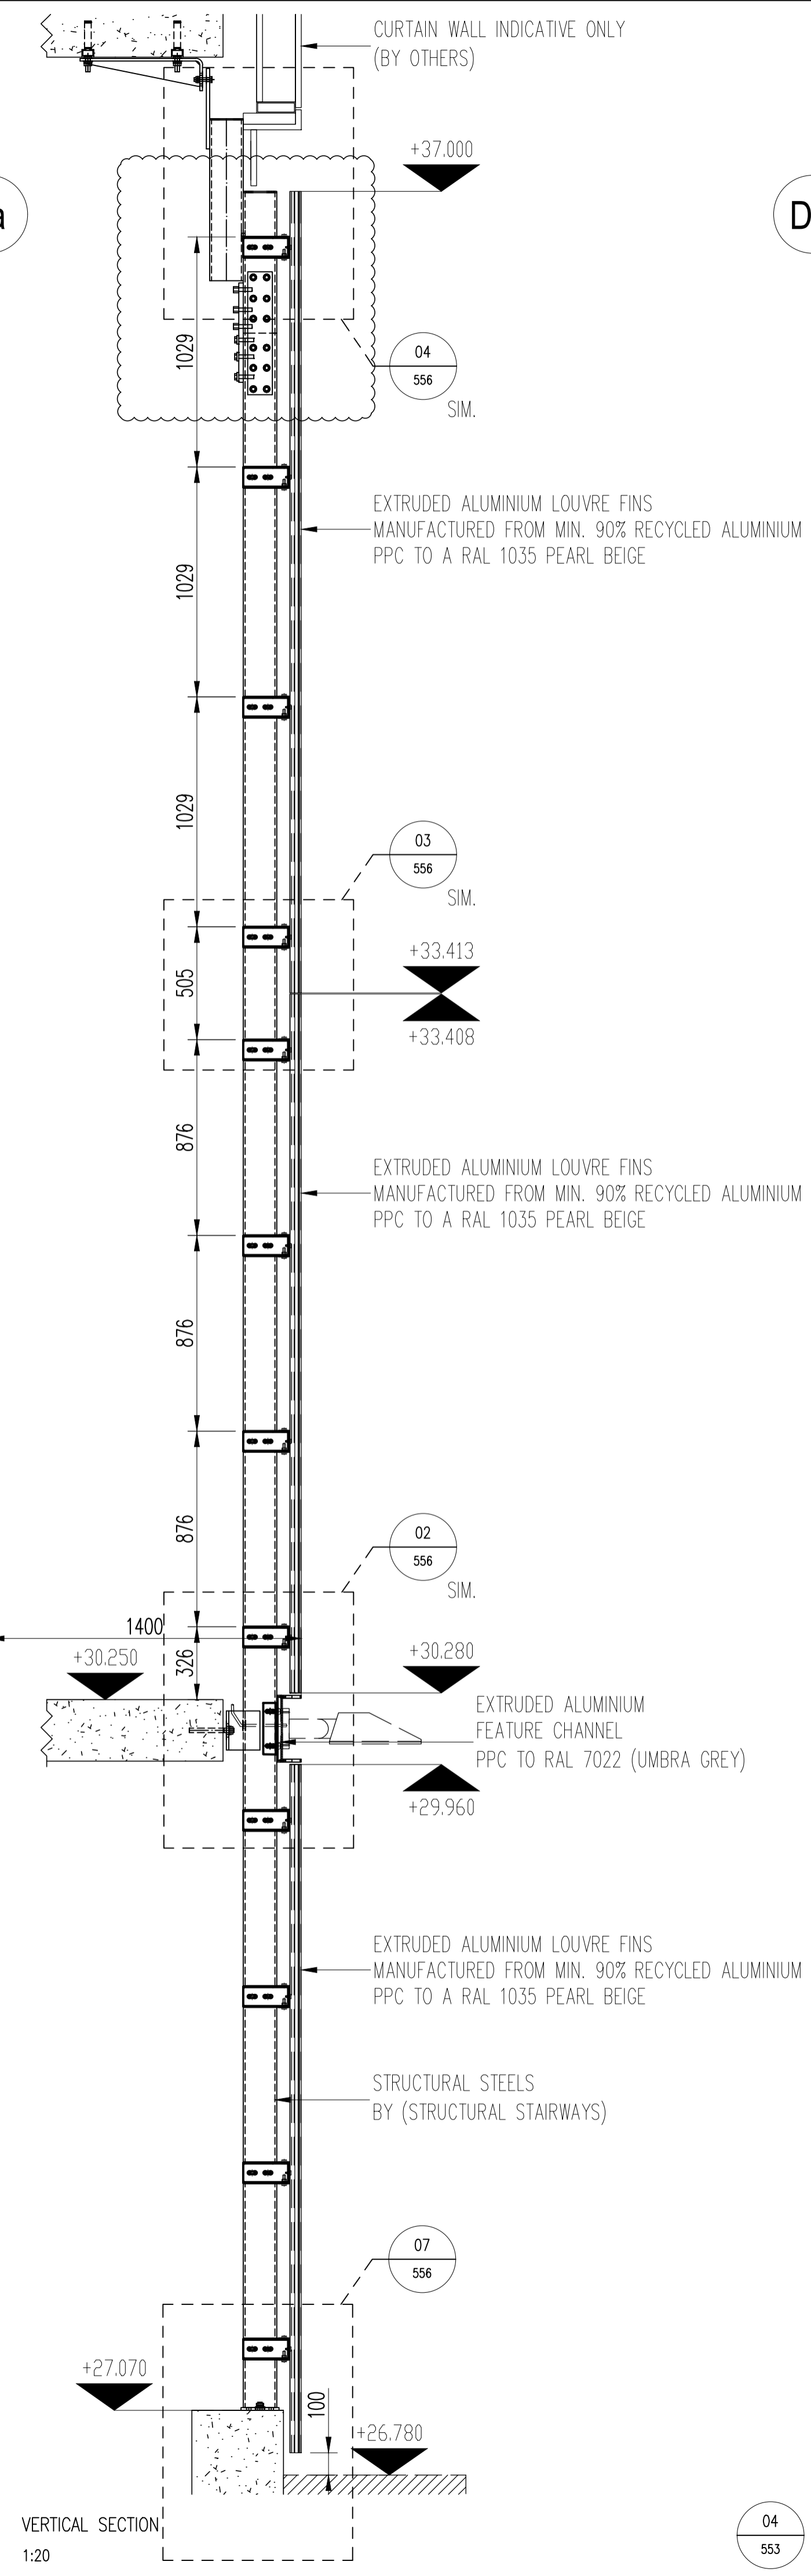 CURTAIN WALL INDICATIVE ONLY
(BY OTHERS)
+37.000
a
D
1029
04
556
SIM.
EXTRUDED ALUMINIUM LOUVRE FINS
MANUFACTURED FROM MIN. 90% RECYCLED ALUMINIUM
PPC TO A RAL 1035 PEARL BEIGE
1029
1029
03
556
SIM.
+33.413
505
+33.408
876
EXTRUDED ALUMINIUM LOUVRE FINS
MANUFACTURED FROM MIN. 90% RECYCLED ALUMINIUM
PPC TO A RAL 1035 PEARL BEIGE
876
876
02
556
SIM.
1400
+30.250
326
+30.280
EXTRUDED ALUMINIUM
FEATURE CHANNEL
PPC TO RAL 7022 (UMBRA GREY)
+29.960
EXTRUDED ALUMINIUM LOUVRE FINS
MANUFACTURED FROM MIN. 90% RECYCLED ALUMINIUM
PPC TO A RAL 1035 PEARL BEIGE
STRUCTURAL STEELS
BY (STRUCTURAL STAIRWAYS)
07
556
+27.070
100
+26.780
VERTICAL SECTION
1:20
04
553